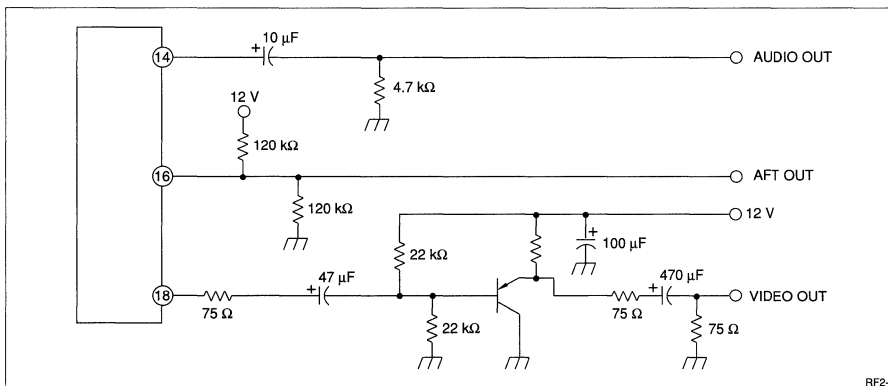 10 µF
14
+
AUDIO OUT
4.7 kΩ
12 V
120 kΩ
16
AFT OUT
120 kΩ
12 V
+
22 kΩ
100 µF
47 µF
470 µF
18
+
+
VIDEO OUT
75 Ω
75 Ω
75 Ω
22 kΩ